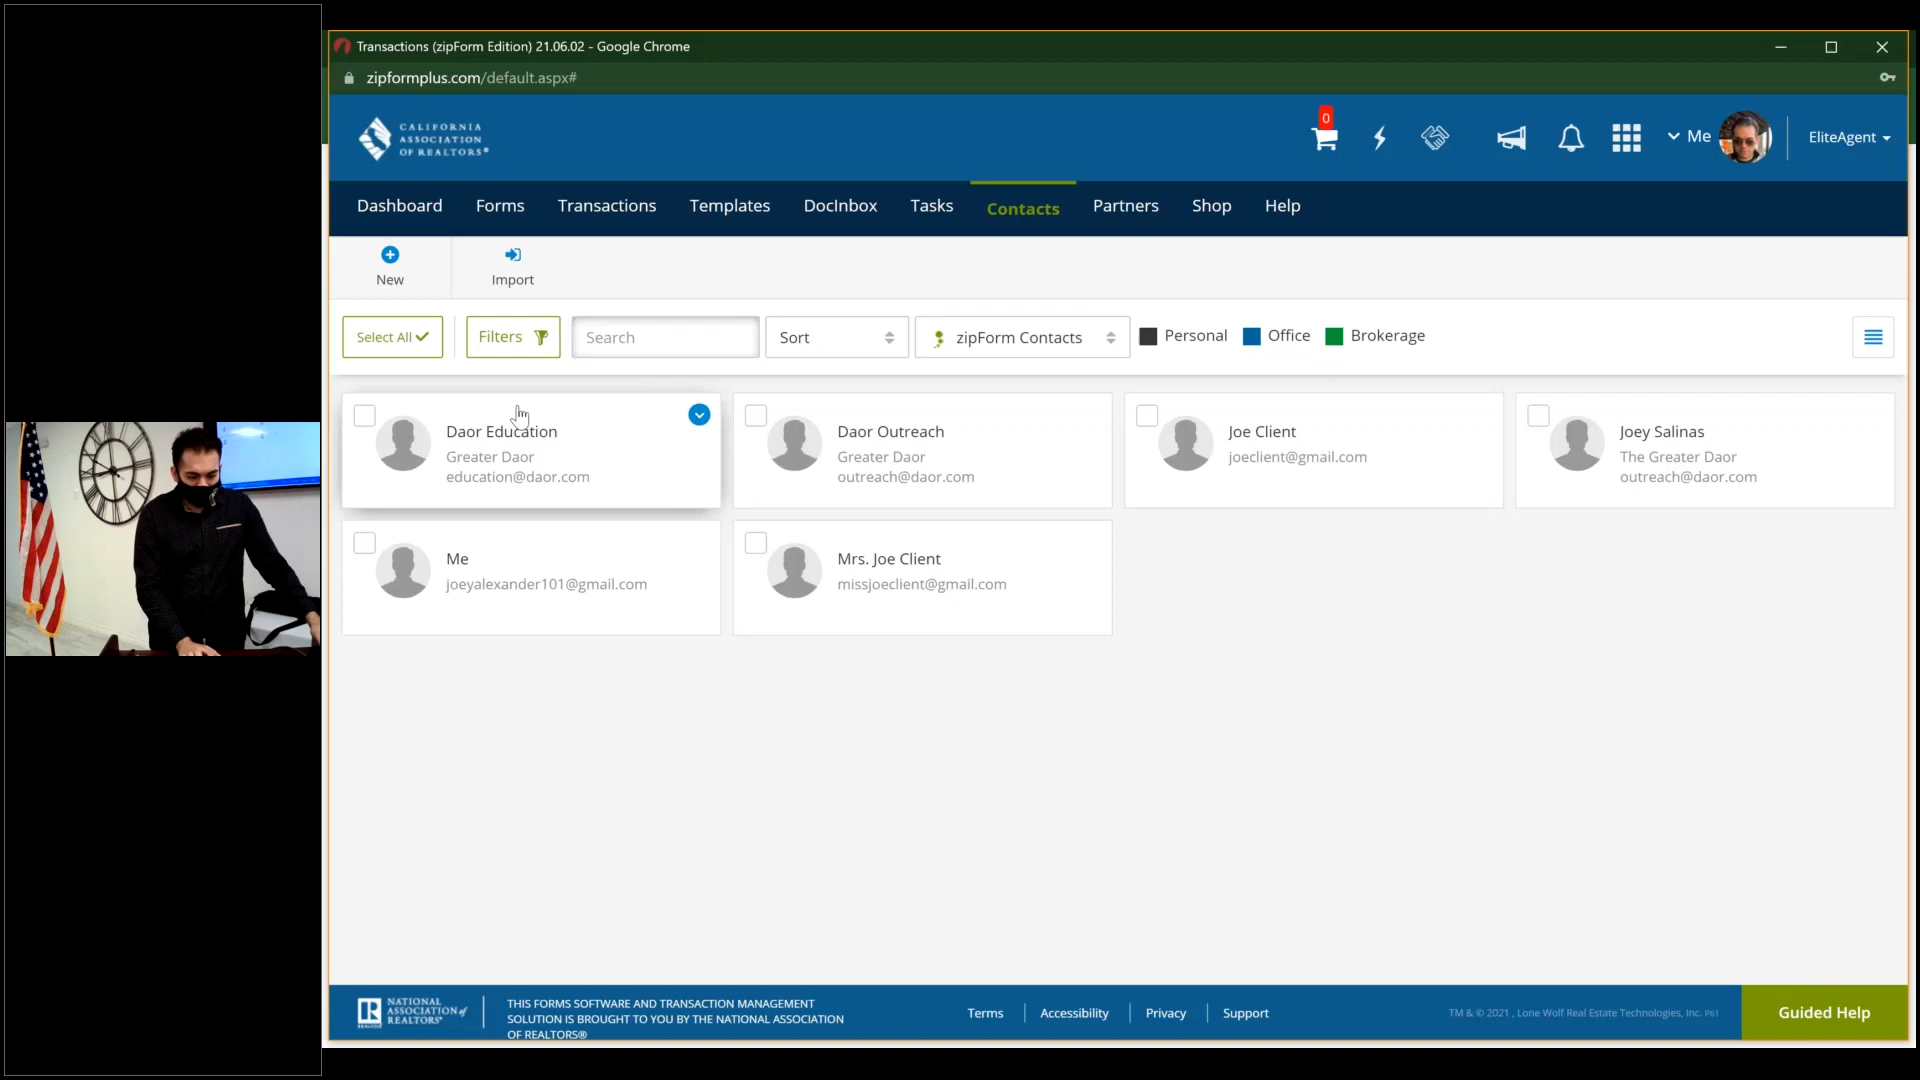 Transactions (zipForm Edition) 21.06.02 - Google Chrome
zipformplus.com/default.aspx#
CALIFORNIA
ASSOCIATION
OF REALTORS®
0
Me
EliteAgent
Dashboard
Forms
Transactions
Templates
DocInbox
Tasks
Contacts
Partners
Shop
Help
New
Import
Select All
Filters
Search
Sort
zipForm Contacts
Personal
Office
Brokerage
Daor Education
Greater Daor
education@daor.com
Daor Outreach
Greater Daor
outreach@daor.com
Joe Client
joeclient@gmail.com
Joey Salinas
The Greater Daor
outreach@daor.com
Me
joeyalexander101@gmail.com
Mrs. Joe Client
missjoeclient@gmail.com
NATIONAL
ASSOCIATION of
REALTORS®
THIS FORMS SOFTWARE AND TRANSACTION MANAGEMENT
SOLUTION IS BROUGHT TO YOU BY THE NATIONAL ASSOCIATION
OF REALTORS®
Terms
Accessibility
Privacy
Support
TM & © 2021 , Lone Wolf Real Estate Technologies, Inc. P61
Guided Help